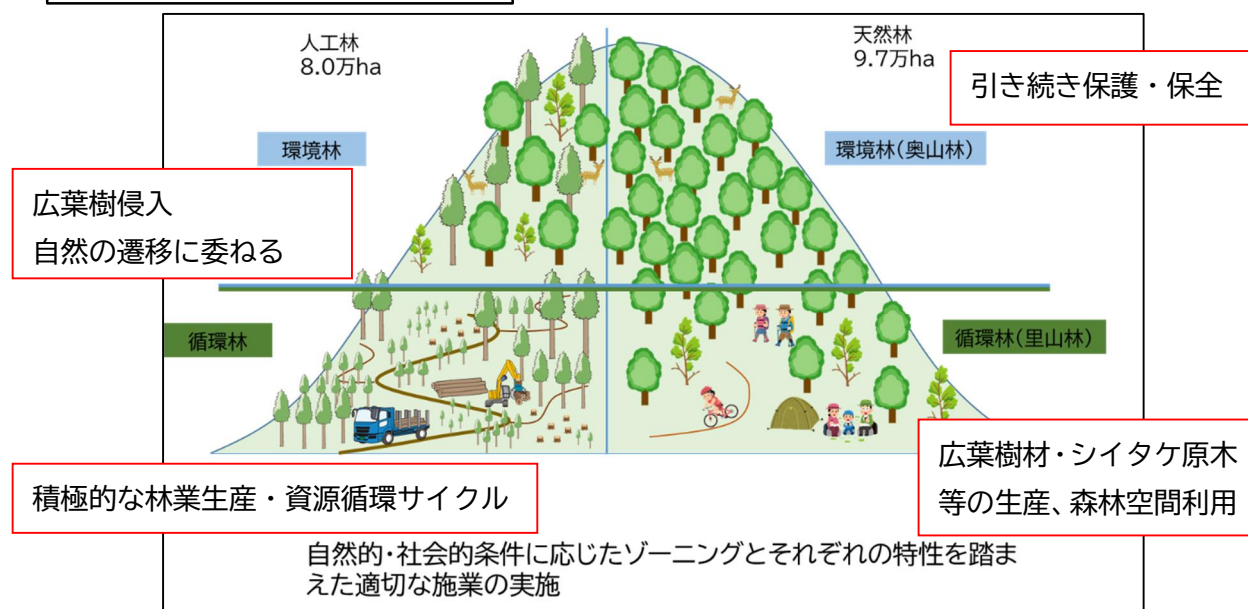 人工林
8.0万ha
天然林
9.7万ha
引き続き保護・保全
環境林
環境林(奥山林)
広葉樹侵入
自然の遷移に委ねる
循環林
循環林(里山林)
広葉樹材・シイタケ原木
等の生産、森林空間利用
積極的な林業生産・資源循環サイクル
自然的・社会的条件に応じたゾーニングとそれぞれの特性を踏ま
えた適切な施業の実施